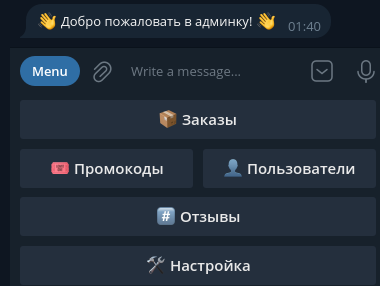 👋 Добро пожаловать в админку! 👋 01:40
Menu Write a message...
📦 Заказы
🎟 Промокоды 👤 Пользователи
#️⃣ Отзывы
🛠 Настройка